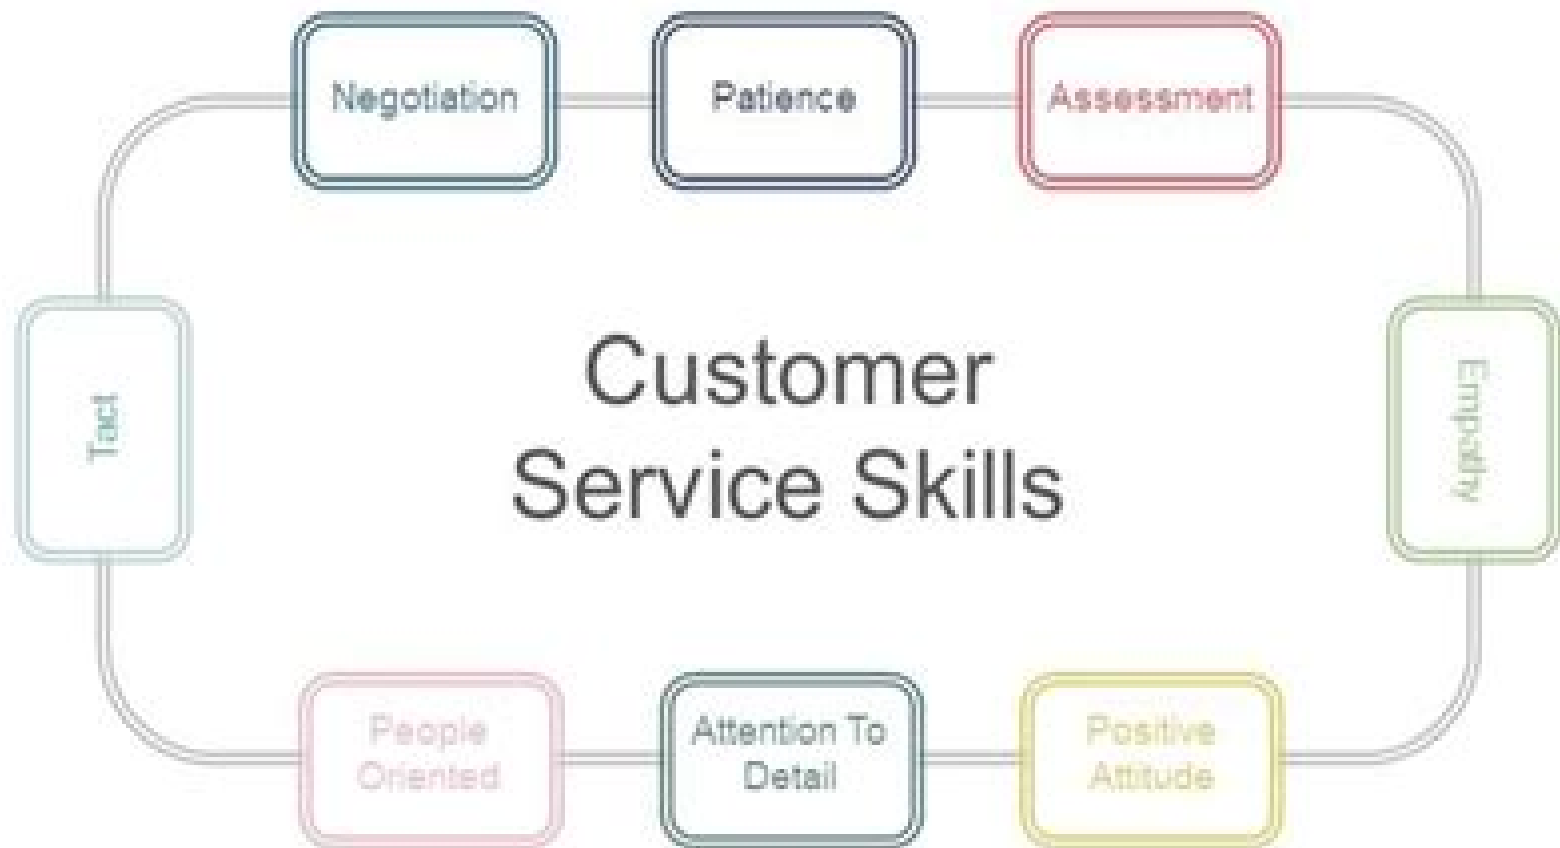 Negotiation
Patience
Assessment
Tact
Customer
Service Skills
Empathy
People
Oriented
Attention To
Detail
Positive
Attitude